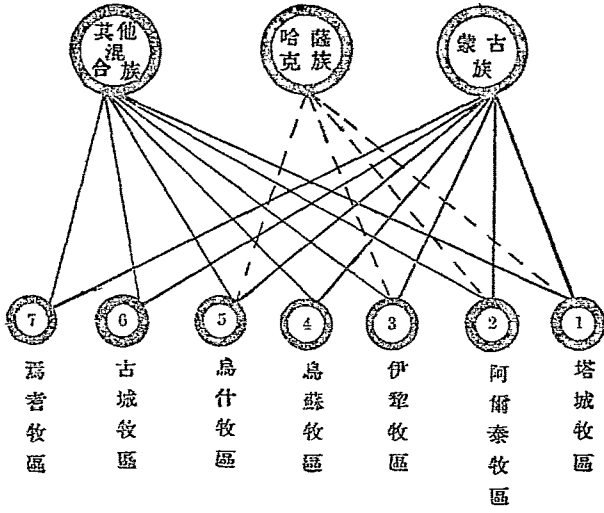 其他
混
合族
哈薩
克族
蒙古
族
7
6
5
4
3
2
1
焉耆牧區
古城牧區
烏什牧區
烏蘇牧區
伊犂牧區
阿爾泰牧區
塔城牧區